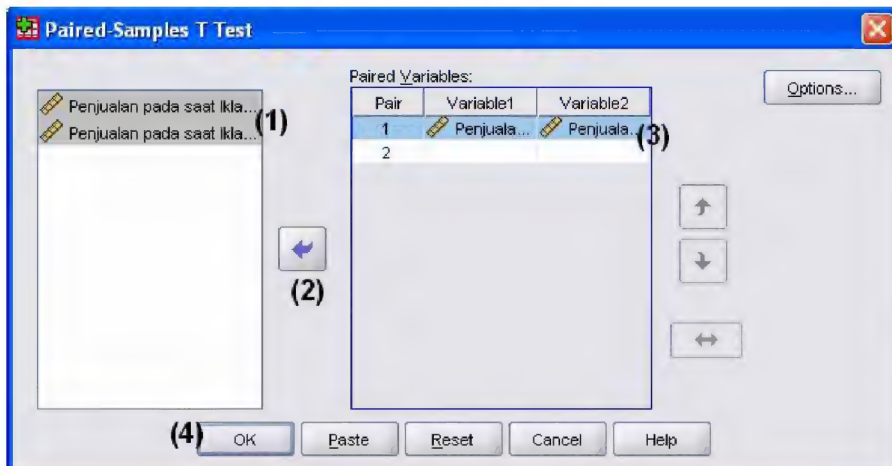 Paired-Samples T Test
Paired Variables:
Options...
Penjualan pada saat Ikla...
Penjualan pada saat Ikla...
(1)
Pair Variable1 Variable2
1 Penjuala... Penjuala...
(3)
2
(2)
(4)
OK Paste Reset Cancel Help